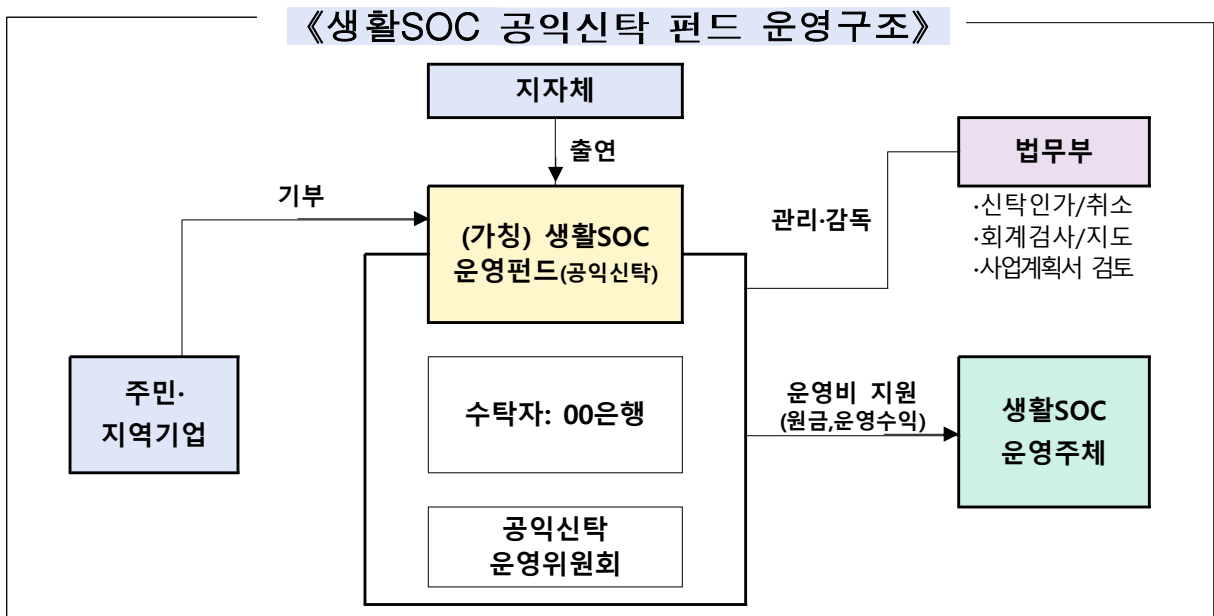 《생활SOC 공익신탁 펀드 운영구조》
지자체
출연
법무부
·신탁인가/취소
·회계검사/지도
·사업계획서 검토
기부
관리·감독
(가칭) 생활SOC
운영펀드(공익신탁)
주민·
지역기업
수탁자: 00은행
운영비 지원
(원금,운영수익)
생활SOC
운영주체
공익신탁
운영위원회